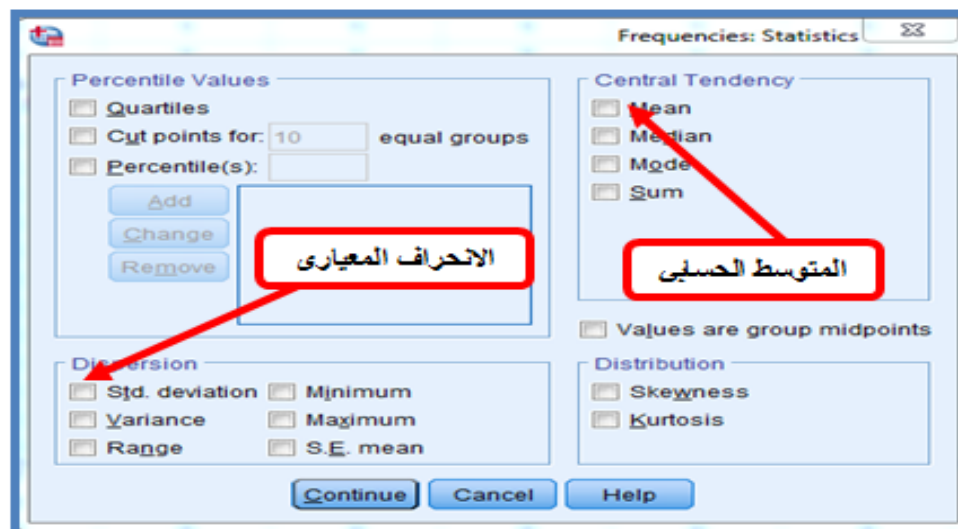 Frequencies: Statistics
Percentile Values
Quartiles
Cut points for: 10 equal groups
Percentile(s):
Add
Change
Remove
الانحراف المعيارى
Central Tendency
Mean
Median
Mode
Sum
المتوسط الحسابى
Values are group midpoints
Dispersion
Std. deviation Minimum
Variance Maximum
Range S.E. mean
Distribution
Skewness
Kurtosis
Continue Cancel Help